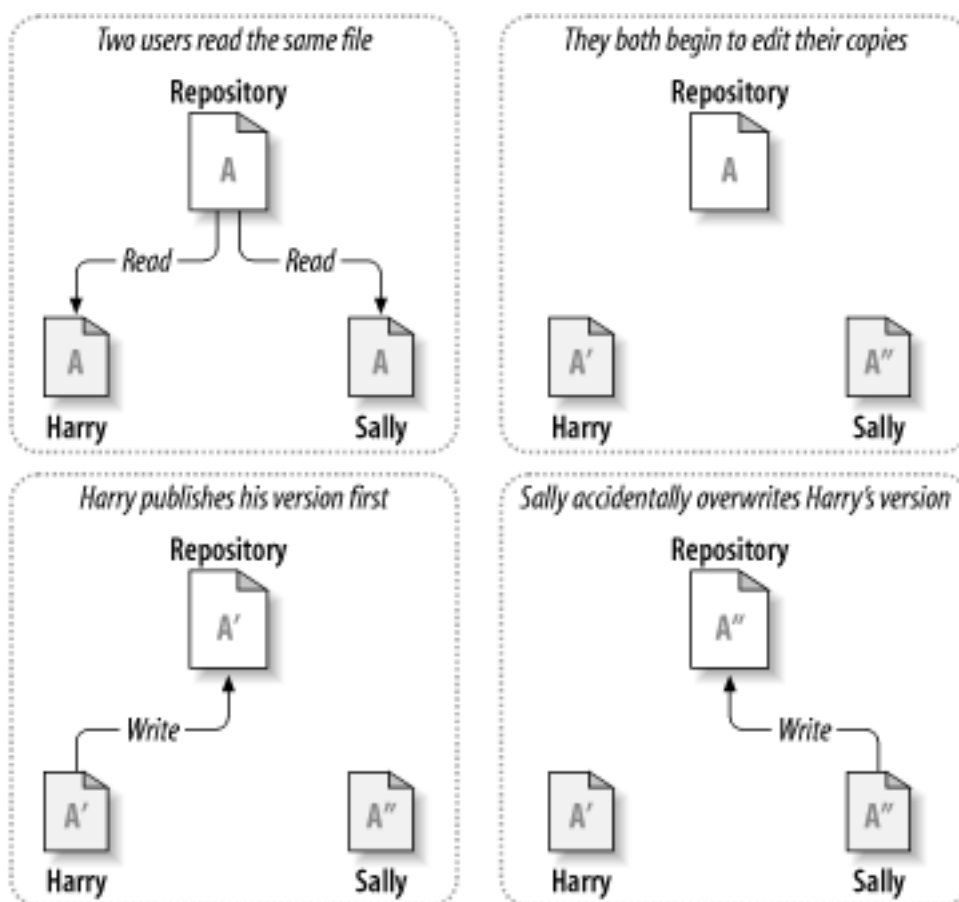 Two users read the same file
Repository
A
Read Read
A A
Harry Sally
They both begin to edit their copies
Repository
A
A′ A″
Harry Sally
Harry publishes his version first
Repository
A′
Write
A′ A″
Harry Sally
Sally accidentally overwrites Harry’s version
Repository
A″
Write
A′ A″
Harry Sally